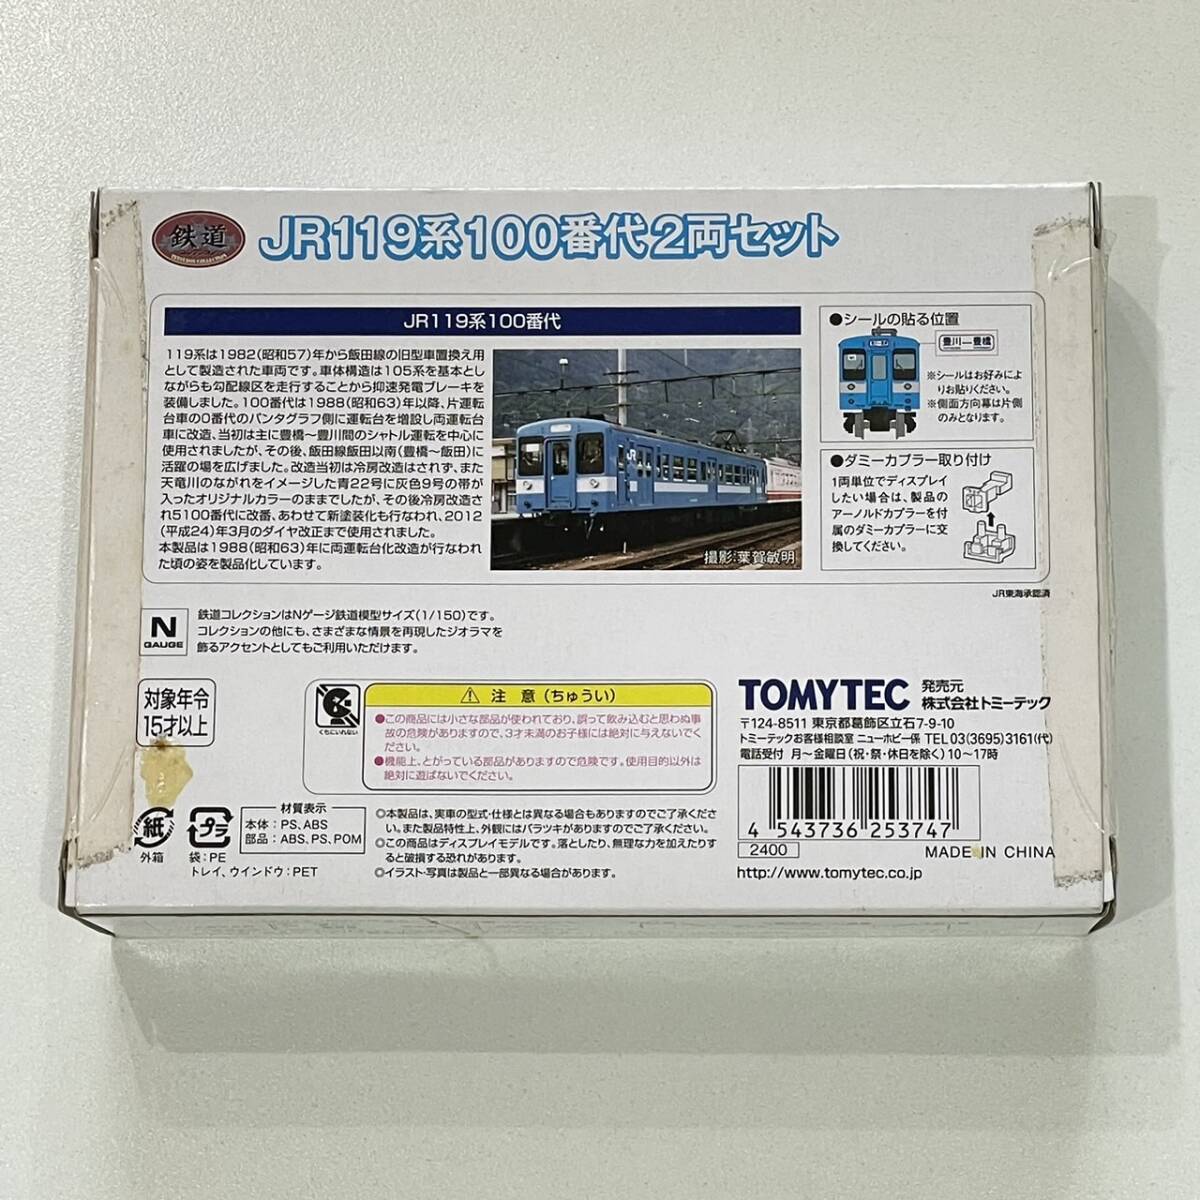 鉄道
JR119系100番代2両セット
JR119系100番代
119系は1982(昭和57)年から飯田線の旧型車置換え用
として製造された車両です。車体構造は105系を基本とし
ながらも勾配線区を走行することから抑速発電ブレーキを
装備しました。100番代は1988(昭和63)年以降、片運転
台車の0番代のパンタグラフ側に運転台を増設し両運転台
車に改造、当初は主に豊橋〜豊川間のシャトル運転を中心に
使用されましたが、その後、飯田線飯田以南(豊橋〜飯田)に
活躍の場を広げました。改造当初は冷房改造はされず、また
天竜川のながれをイメージした青22号に灰色9号の帯が
入ったオリジナルカラーのままでしたが、その後冷房改造さ
れ5100番代に改番、あわせて新塗装化も行なわれ、2012
(平成24)年3月のダイヤ改正まで使用されました。
本製品は1988(昭和63)年に両運転台化改造が行なわれ
た頃の姿を製品化しています。
JR
撮影:葉賀敏明
●シールの貼る位置
豊川―豊橋
※シールはお好みによ
りお貼りください。
※側面方向幕は片側
のみとなります。
●ダミーカプラー取り付け
1両単位でディスプレイ
したい場合は、製品の
アーノルドカプラーを付
属のダミーカプラーに交
換してください。
JR東海承認済
N
GAUGE
鉄道コレクションはNゲージ鉄道模型サイズ(1/150)です。
コレクションの他にも、さまざまな情景を再現したジオラマを
飾るアクセントとしてもご利用いただけます。
対象年令
15才以上
くちにいれない
⚠ 注 意 (ちゅうい)
●この商品には小さな部品が使われており、誤って飲み込むと思わぬ事
故の危険がありますので、3才未満のお子様には絶対に与えないでく
ださい。
●機能上、とがっている部品がありますので危険です。使用目的以外は
絶対に遊ばないでください。
TOMYTEC 発売元
株式会社トミーテック
〒124-8511 東京都葛飾区立石7-9-10
トミーテックお客様相談室 ニューホビー係 TEL 03(3695)3161(代)
電話受付 月〜金曜日(祝・祭・休日を除く)10〜17時
紙
外箱
プラ
袋:PE
トレイ、ウインドウ:PET
材質表示
本体:PS、ABS
部品:ABS、PS、POM
◎本製品は、実車の型式・仕様とは異なる場合もありますのでご了承くださ
い。また製品特性上、外観にはバラツキがありますのでご了承ください。
◎この商品はディスプレイモデルです。落としたり、無理な力を加えたりす
ると破損する恐れがあります。
◎イラスト・写真は製品と一部異なる場合があります。
4 543736 253747
2400
MADE IN CHINA
http://www.tomytec.co.jp